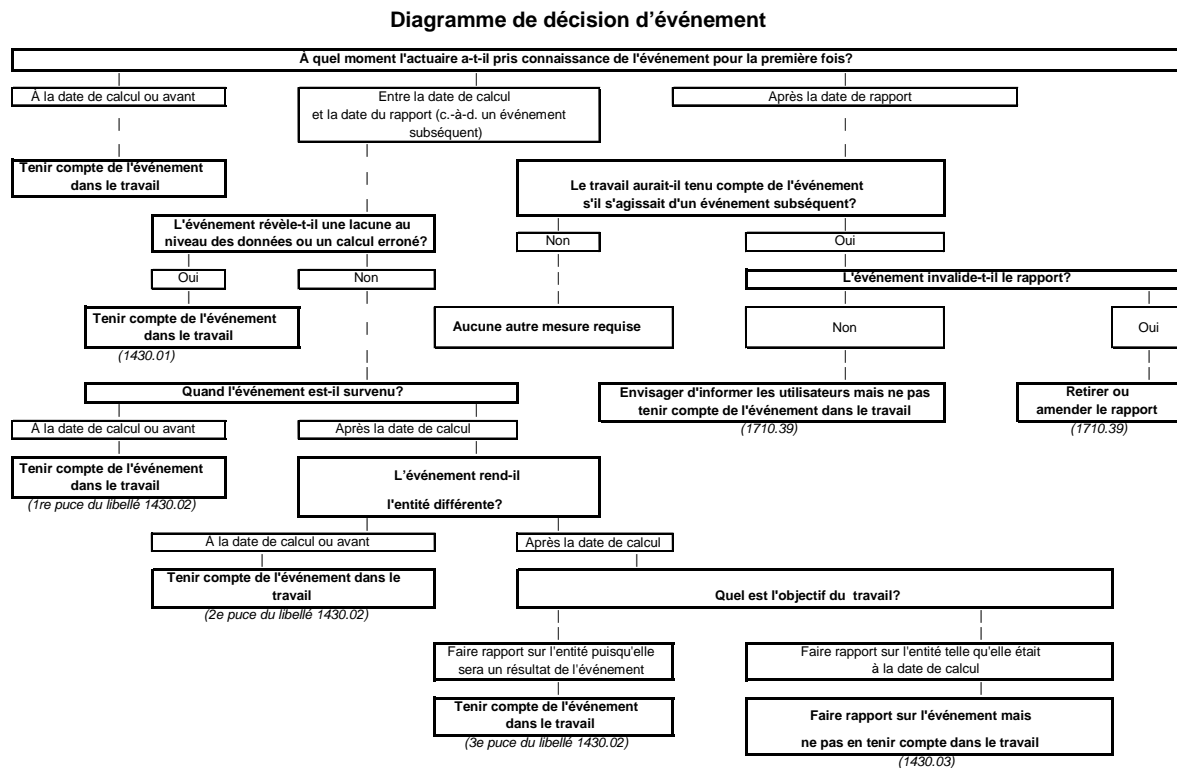 Diagramme de décision d'événement
À quel moment l'actuaire a-t-il pris connaissance de l'événement pour la première fois?
À la date de calcul ou avant
Entre la date de calcul
et la date du rapport (c.-à-d. un événement
subséquent)
Après la date de rapport
Tenir compte de l'événement
dans le travail
Le travail aurait-il tenu compte de l'événement
s'il s'agissait d'un événement subséquent?
L'événement révèle-t-il une lacune au
niveau des données ou un calcul erroné?
Non
Oui
Oui
Non
L'événement invalide-t-il le rapport?
Tenir compte de l'événement
dans le travail
(1430.01)
Aucune autre mesure requise
Non
Oui
Quand l'événement est-il survenu?
Envisager d'informer les utilisateurs mais ne pas
tenir compte de l'événement dans le travail
(1710.39)
Retirer ou
amender le rapport
(1710.39)
À la date de calcul ou avant
Après la date de calcul
Tenir compte de l'événement
dans le travail
(1re puce du libellé 1430.02)
L'événement rend-il
l'entité différente?
À la date de calcul ou avant
Après la date de calcul
Tenir compte de l'événement dans le
travail
(2e puce du libellé 1430.02)
Quel est l'objectif du travail?
Faire rapport sur l'entité puisqu'elle
sera un résultat de l'événement
Faire rapport sur l'entité telle qu'elle était
à la date de calcul
Tenir compte de l'événement
dans le travail
(3e puce du libellé 1430.02)
Faire rapport sur l'événement mais
ne pas en tenir compte dans le travail
(1430.03)